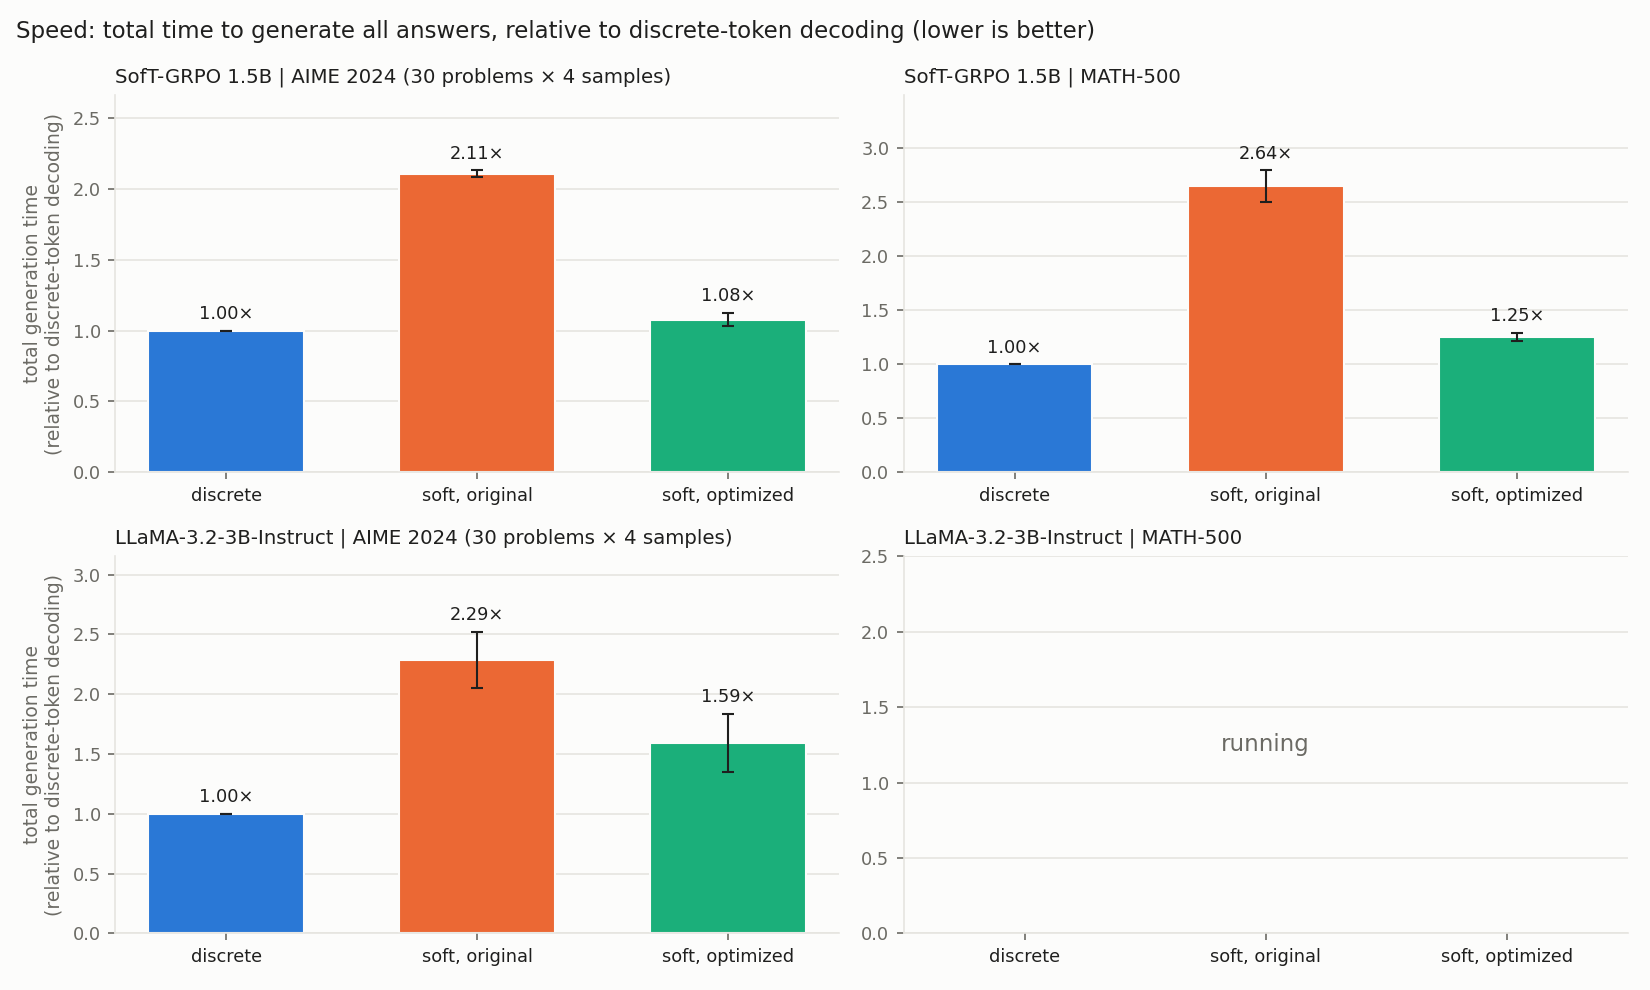 Speed: total time to generate all answers, relative to discrete-token decoding (lower is better)
SofT-GRPO 1.5B | AIME 2024 (30 problems × 4 samples)
total generation time
(relative to discrete-token decoding)
2.5
2.0
1.5
1.0
0.5
0.0
1.00×
2.11×
1.08×
discrete
soft, original
soft, optimized
SofT-GRPO 1.5B | MATH-500
3.0
2.5
2.0
1.5
1.0
0.5
0.0
1.00×
2.64×
1.25×
discrete
soft, original
soft, optimized
LLaMA-3.2-3B-Instruct | AIME 2024 (30 problems × 4 samples)
total generation time
(relative to discrete-token decoding)
3.0
2.5
2.0
1.5
1.0
0.5
0.0
1.00×
2.29×
1.59×
discrete
soft, original
soft, optimized
LLaMA-3.2-3B-Instruct | MATH-500
2.5
2.0
1.5
1.0
0.5
0.0
running
discrete
soft, original
soft, optimized